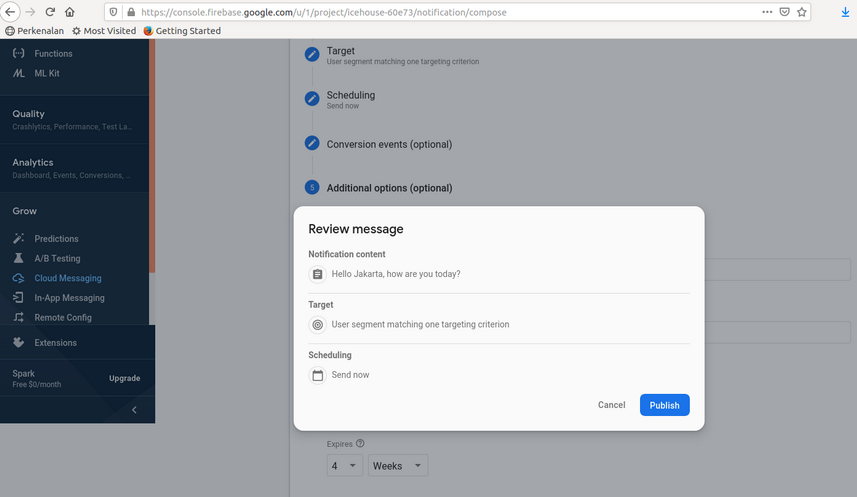 https://console.firebase.google.com/u/1/project/icehouse-60e73/notification/compose
Perkenalan
Most Visited
Getting Started
Functions
ML Kit
Quality
Crashlytics, Performance, Test La...
Analytics
Dashboard, Events, Conversions, ...
Grow
Predictions
A/B Testing
Cloud Messaging
In-App Messaging
Remote Config
Extensions
Spark
Free $0/month
Upgrade
Target
User segment matching one targeting criterion
Scheduling
Send now
Conversion events (optional)
5
Additional options (optional)
Review message
Notification content
Hello Jakarta, how are you today?
Target
User segment matching one targeting criterion
Scheduling
Send now
Cancel
Publish
Expires
4
Weeks